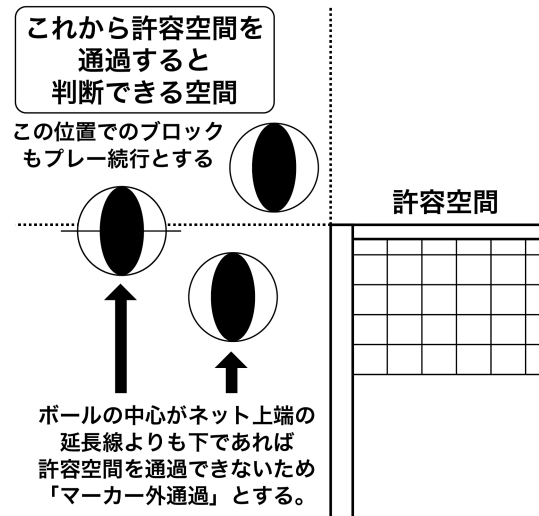 これから許容空間を
通過すると
判断できる空間
この位置でのブロック
もプレー続行とする
許容空間
ボールの中心がネット上端の
延長線よりも下であれば
許容空間を通過できないため
「マーカー外通過」とする。